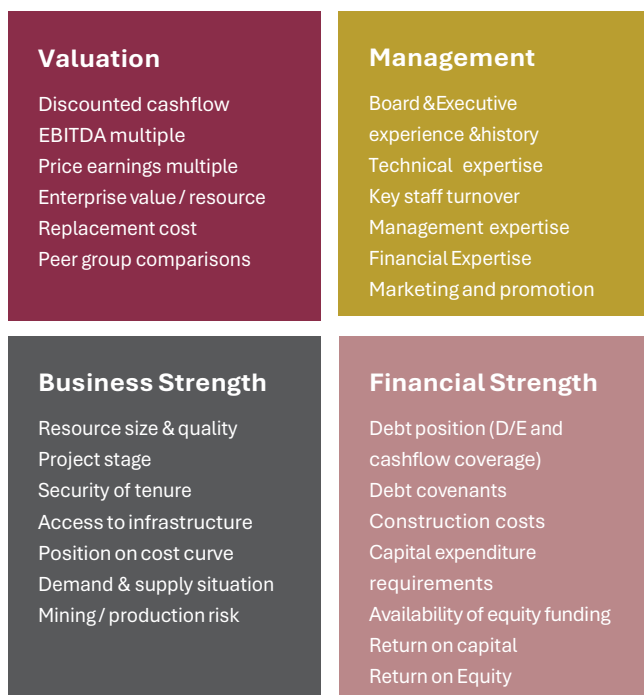 Valuation
Discounted cashflow
EBITDA multiple
Price earnings multiple
Enterprise value / resource
Replacement cost
Peer group comparisons
Management
Board &Executive
experience &history
Technical expertise
Key staff turnover
Management expertise
Financial Expertise
Marketing and promotion
Business Strength
Resource size & quality
Project stage
Security of tenure
Access to infrastructure
Position on cost curve
Demand & supply situation
Mining / production risk
Financial Strength
Debt position (D/E and
cashflow coverage)
Debt covenants
Construction costs
Capital expenditure
requirements
Availability of equity funding
Return on capital
Return on Equity